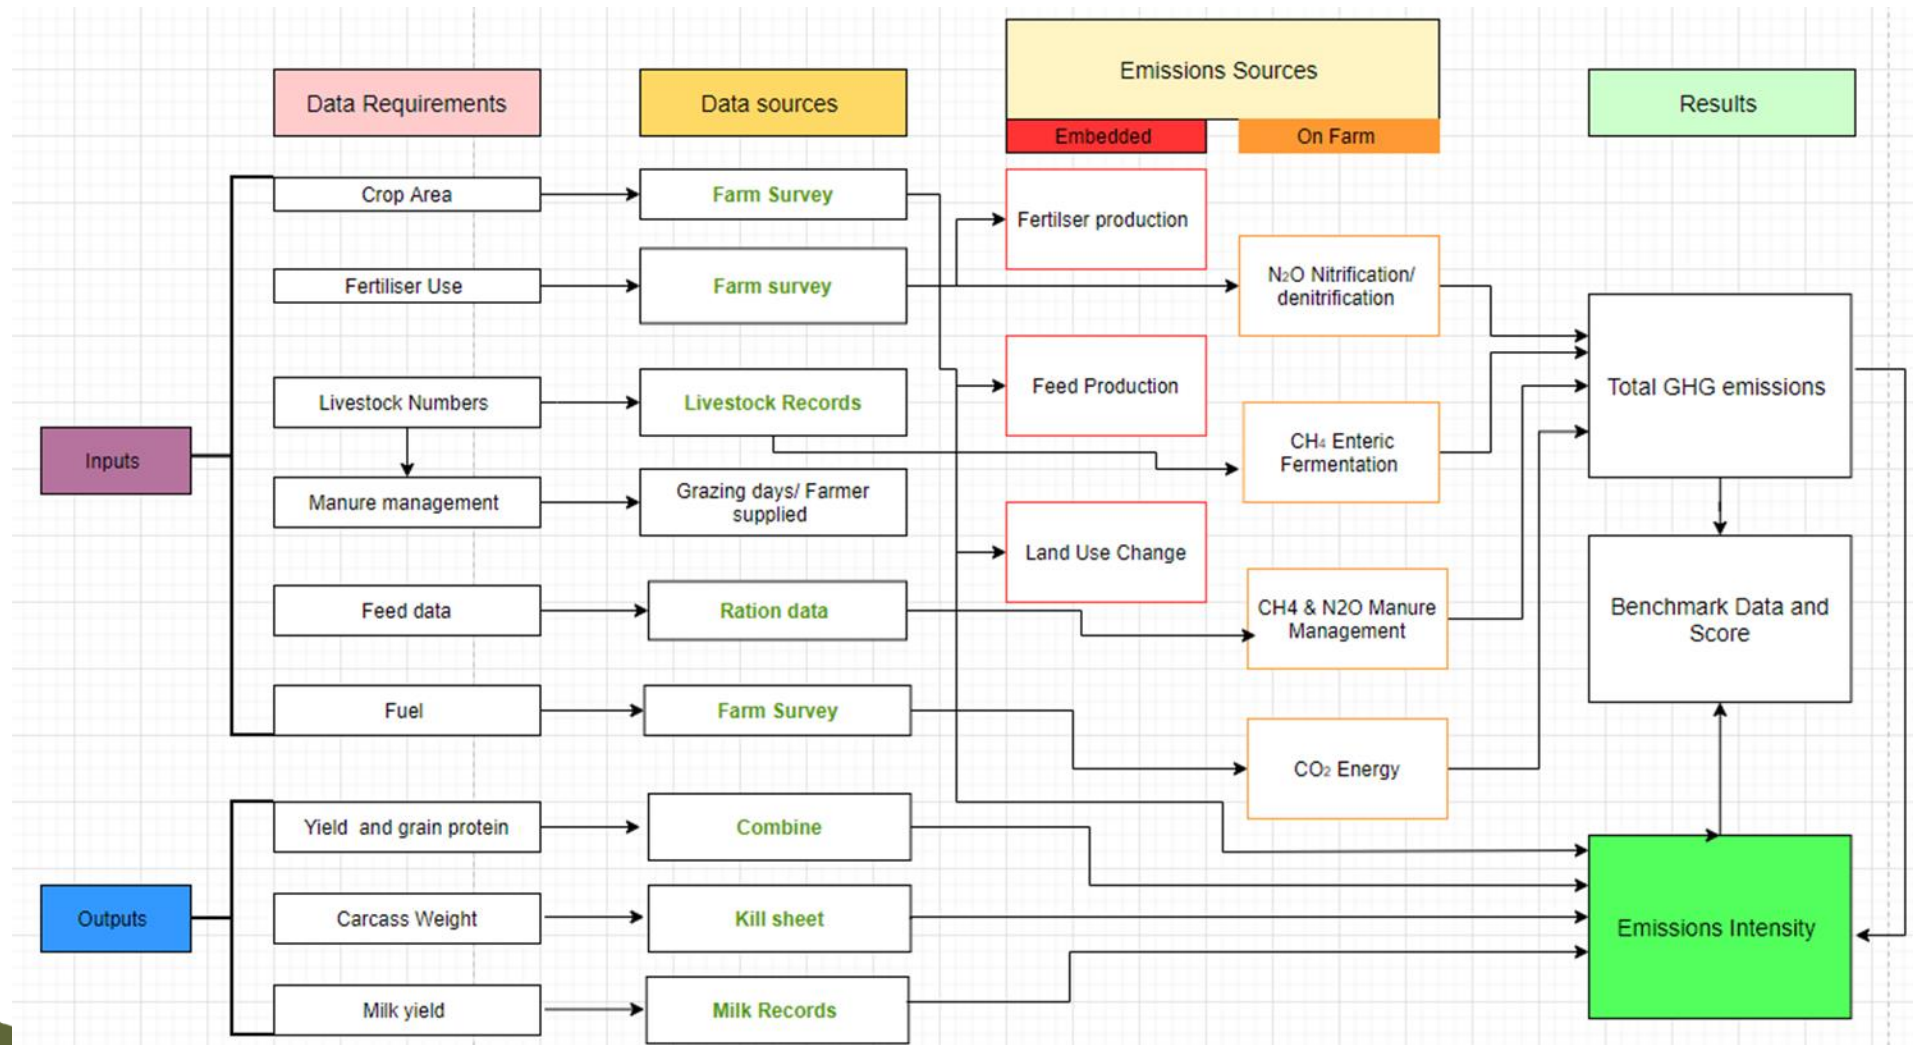 Emissions Sources
Data Requirements
Data sources
Results
Embedded
On Farm
Crop Area
Farm Survey
Fertilser production
Fertiliser Use
Farm survey
N₂O Nitrification/
denitrification
Livestock Numbers
Livestock Records
Feed Production
Total GHG emissions
CH₄ Enteric
Fermentation
Inputs
Manure management
Grazing days/ Farmer
supplied
Land Use Change
Feed data
Ration data
CH4 & N2O Manure
Management
Benchmark Data and
Score
Fuel
Farm Survey
CO₂ Energy
Yield and grain protein
Combine
Outputs
Carcass Weight
Kill sheet
Emissions Intensity
Milk yield
Milk Records